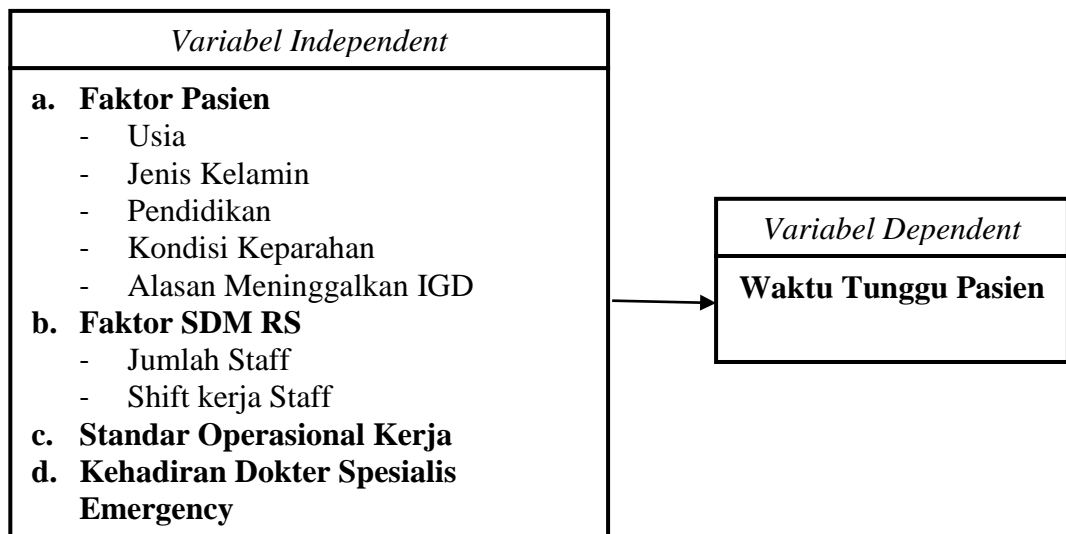 Variabel Independent
a. Faktor Pasien
- Usia
- Jenis Kelamin
- Pendidikan
- Kondisi Keparahan
- Alasan Meninggalkan IGD
b. Faktor SDM RS
- Jumlah Staff
- Shift kerja Staff
c. Standar Operasional Kerja
d. Kehadiran Dokter Spesialis
Emergency
Variabel Dependent
Waktu Tunggu Pasien